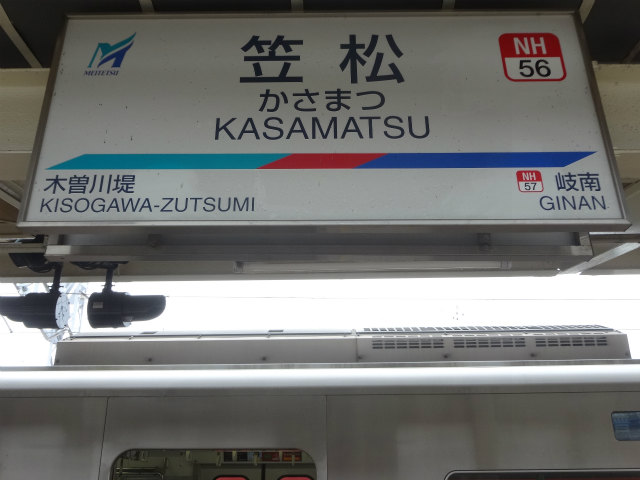 MEITETSU
笠松
かさまつ
KASAMATSU
NH
56
木曽川堤
KISOGAWA-ZUTSUMI
NH
57
岐南
GINAN